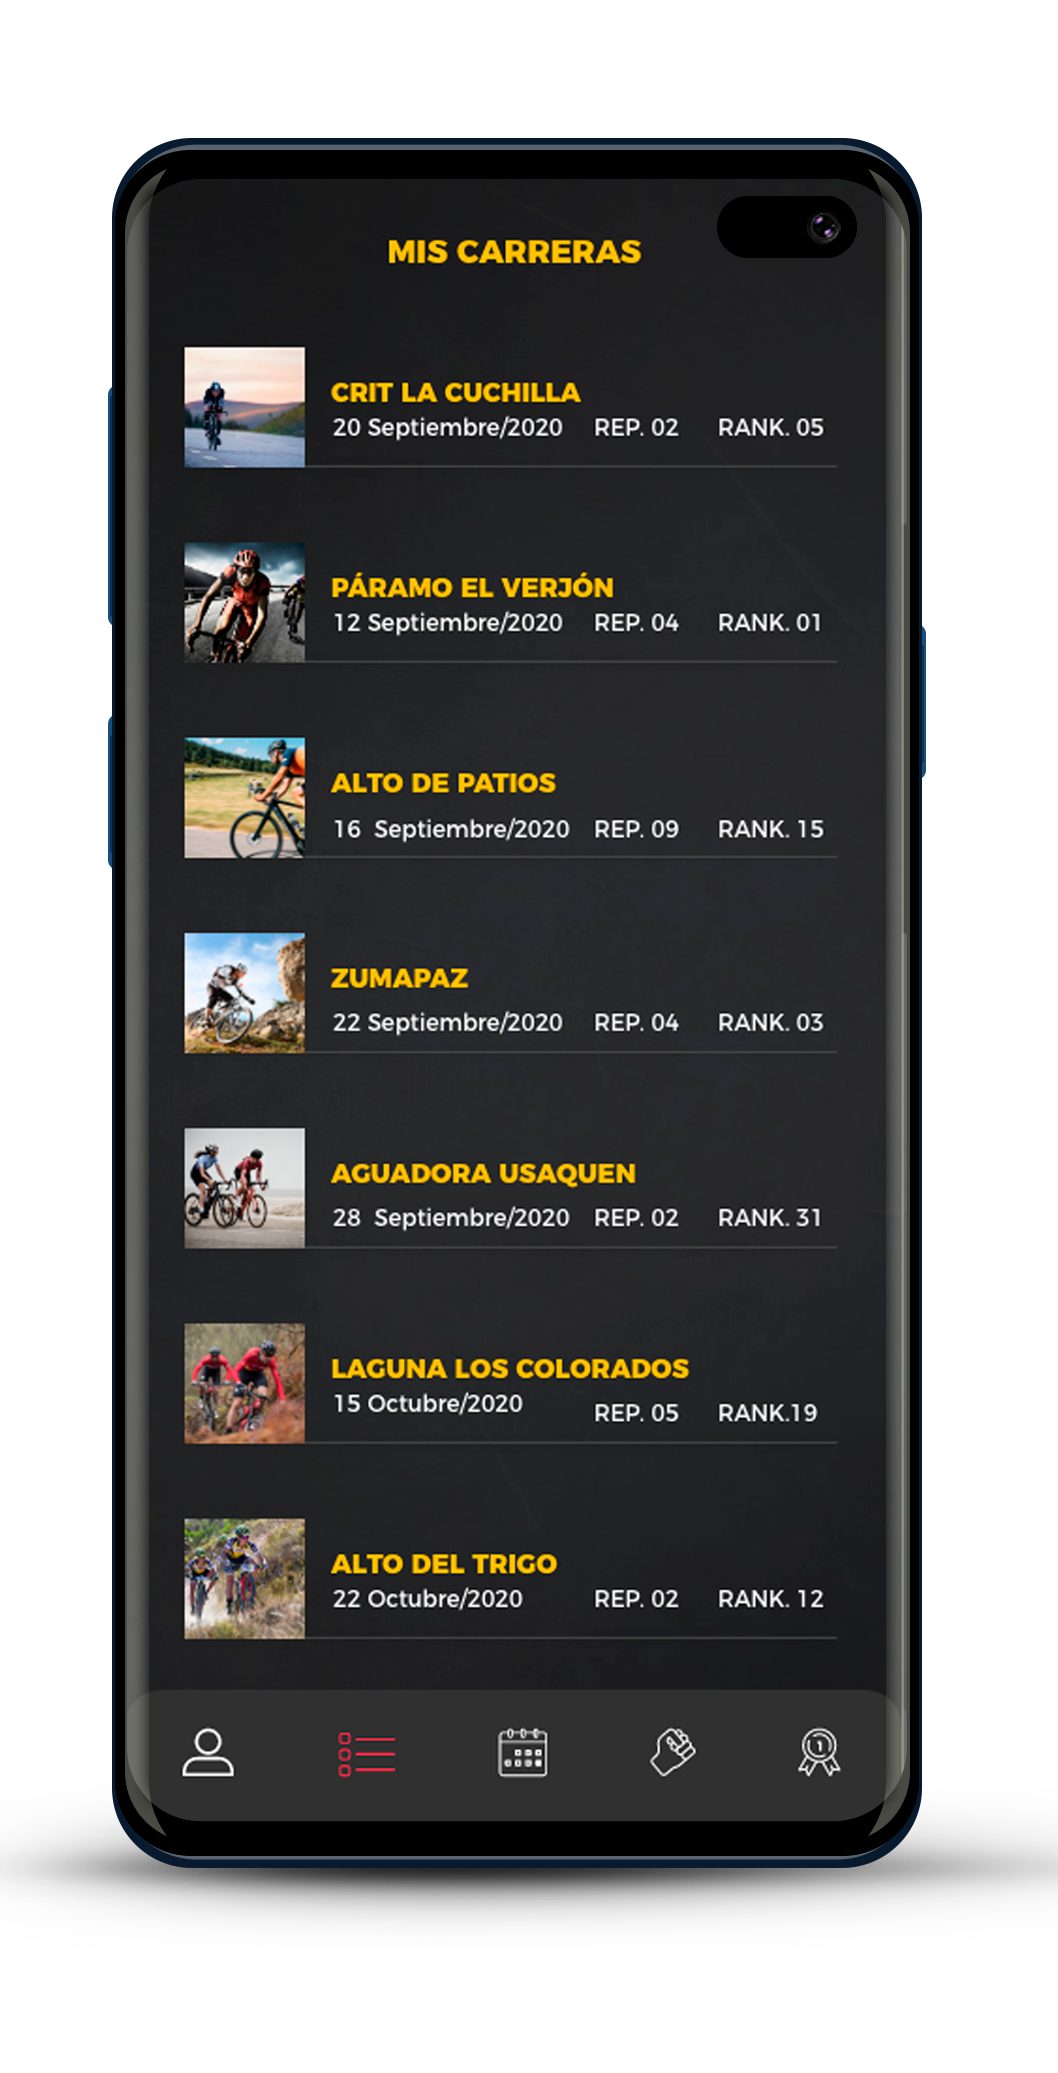 MIS CARRERAS
CRIT LA CUCHILLA
20 Septiembre/2020 REP. 02 RANK. 05
PÁRAMO EL VERJÓN
12 Septiembre/2020 REP. 04 RANK. 01
ALTO DE PATIOS
16 Septiembre/2020 REP. 09 RANK. 15
ZUMAPAZ
22 Septiembre/2020 REP. 04 RANK. 03
AGUADORA USAQUEN
28 Septiembre/2020 REP. 02 RANK. 31
LAGUNA LOS COLORADOS
15 Octubre/2020 REP. 05 RANK.19
ALTO DEL TRIGO
22 Octubre/2020 REP. 02 RANK. 12
1